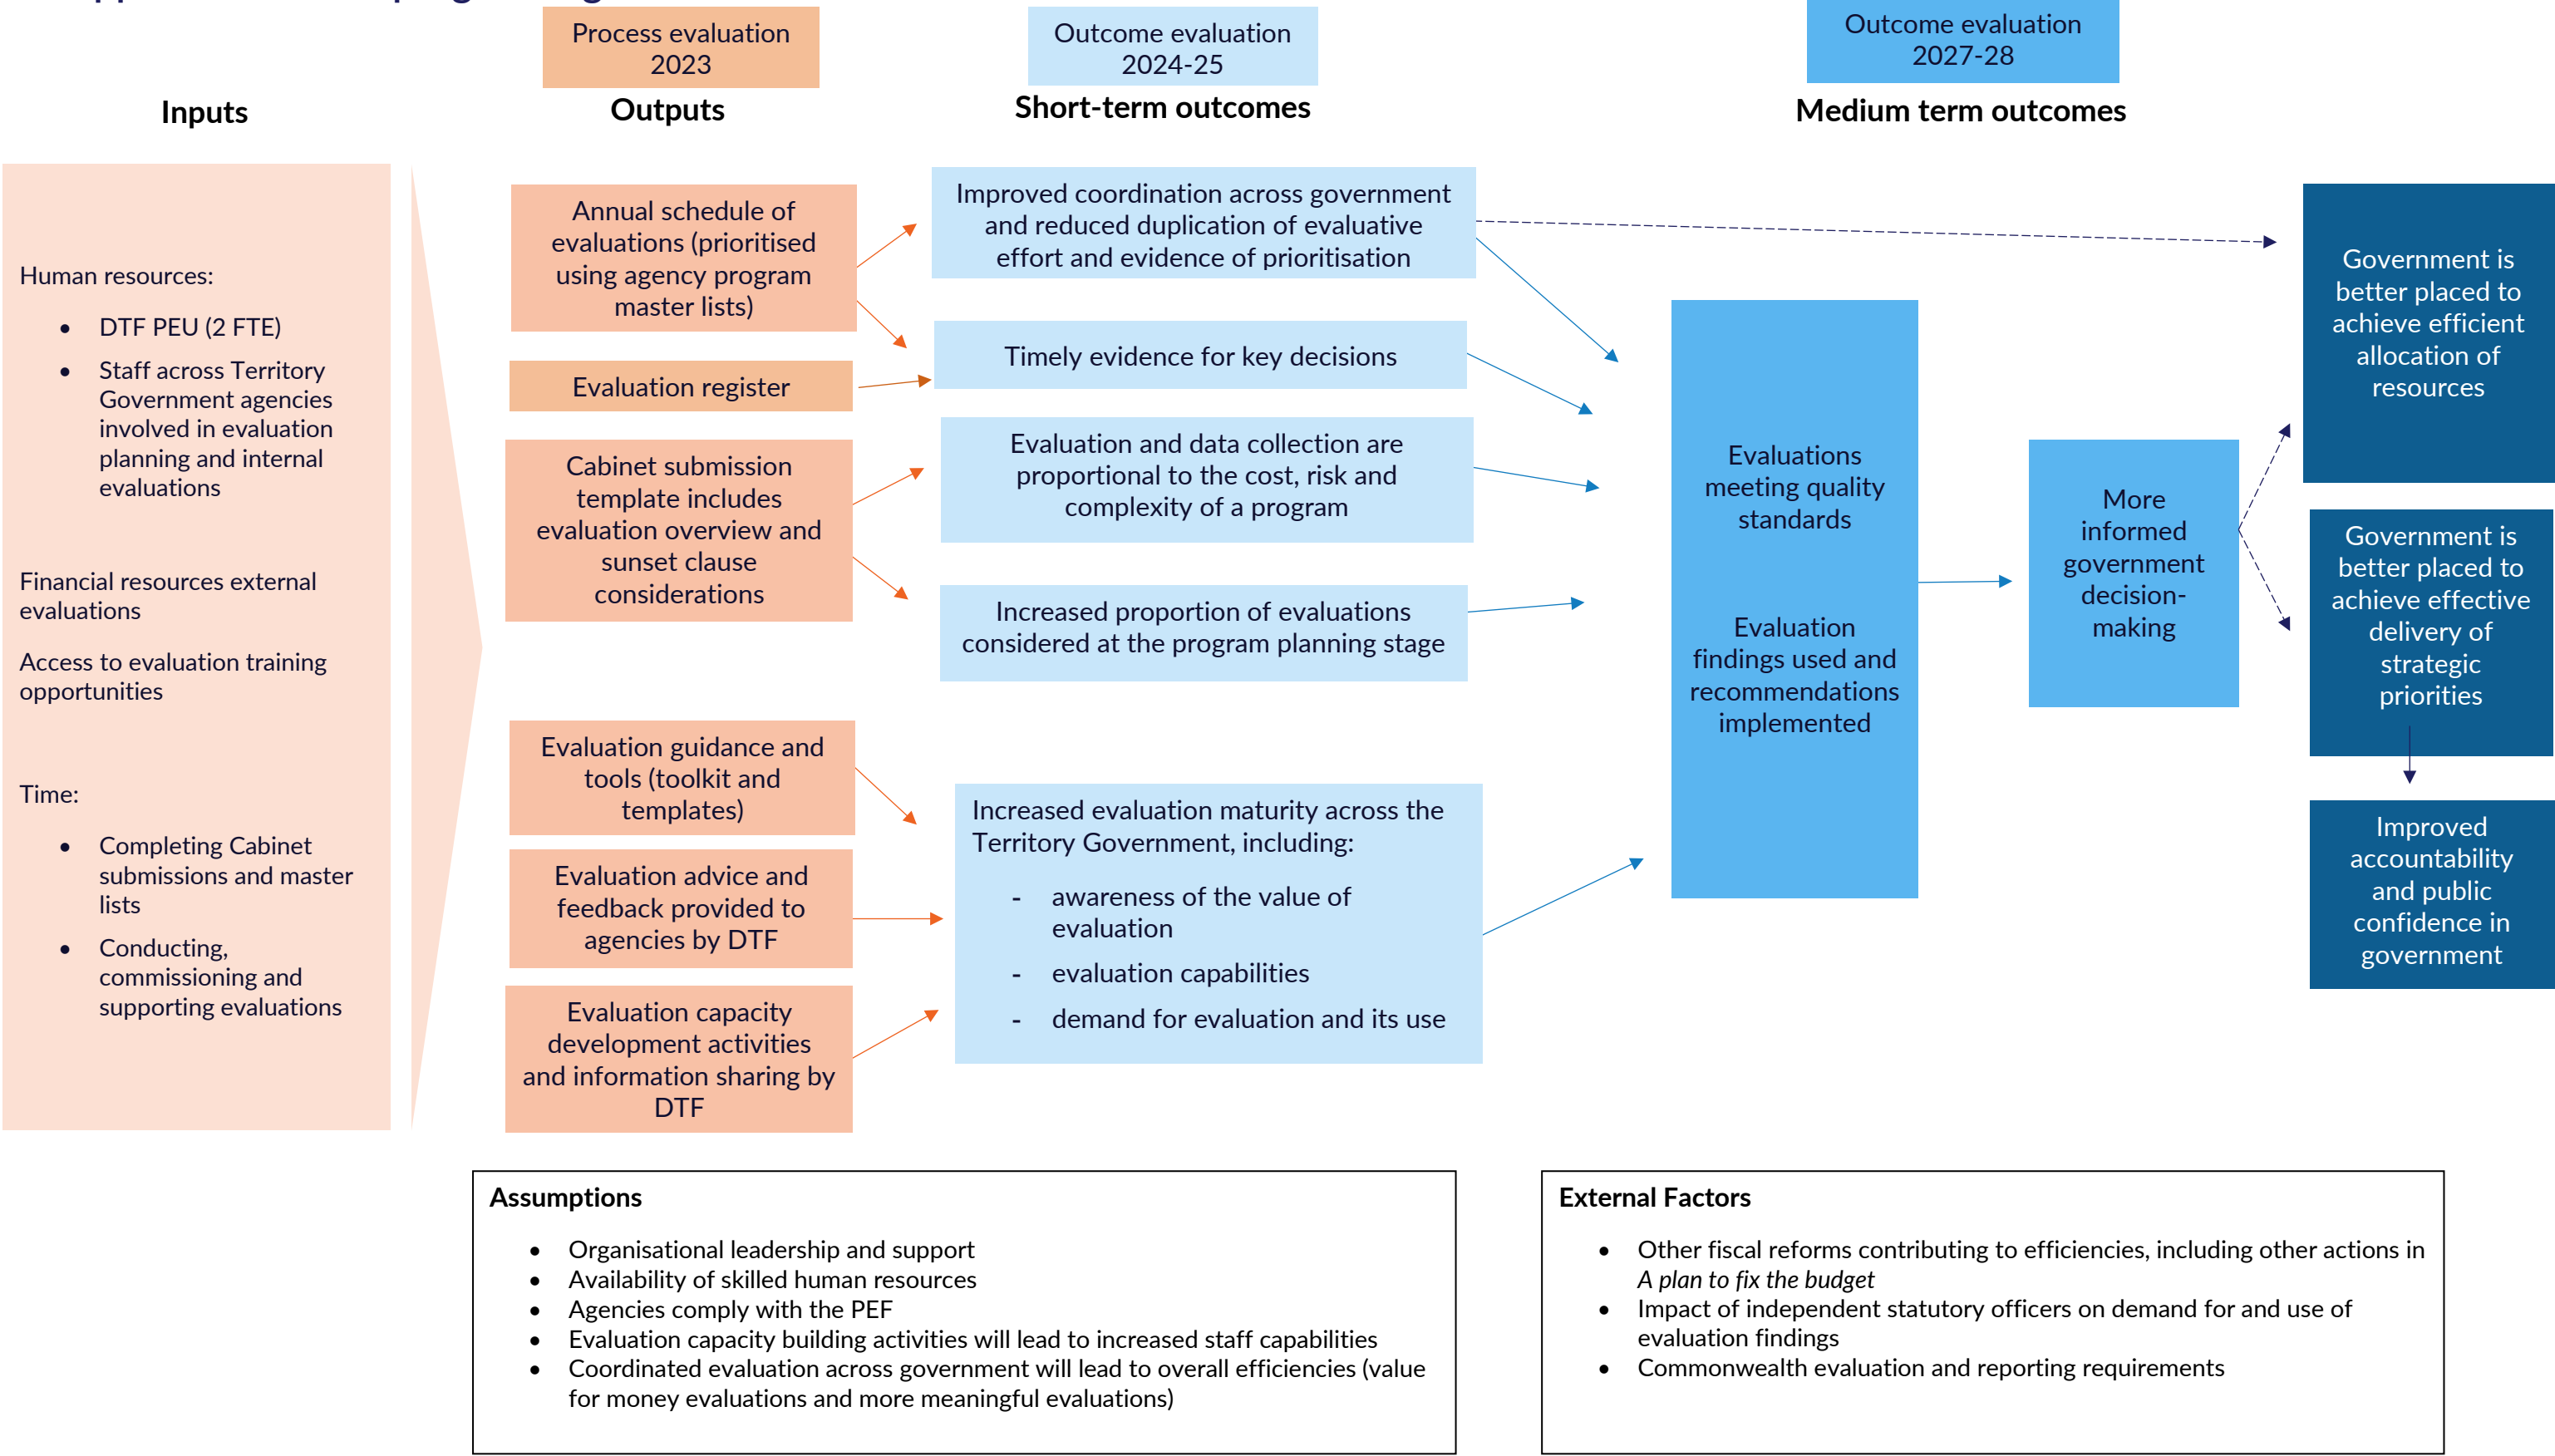 Process evaluation
2023
Outcome evaluation
2024-25
Outcome evaluation
2027-28
Inputs
Outputs
Short-term outcomes
Medium term outcomes
Human resources:
• DTF PEU (2 FTE)
• Staff across Territory
Government agencies
involved in evaluation
planning and internal
evaluations
Financial resources external
evaluations
Access to evaluation training
opportunities
Time:
• Completing Cabinet
submissions and master
lists
• Conducting,
commissioning and
supporting evaluations
Annual schedule of
evaluations (prioritised
using agency program
master lists)
Evaluation register
Cabinet submission
template includes
evaluation overview and
sunset clause
considerations
Evaluation guidance and
tools (toolkit and
templates)
Evaluation advice and
feedback provided to
agencies by DTF
Evaluation capacity
development activities
and information sharing by
DTF
Improved coordination across government
and reduced duplication of evaluative
effort and evidence of prioritisation
Timely evidence for key decisions
Evaluation and data collection are
proportional to the cost, risk and
complexity of a program
Increased proportion of evaluations
considered at the program planning stage
Increased evaluation maturity across the
Territory Government, including:
- awareness of the value of
evaluation
- evaluation capabilities
- demand for evaluation and its use
Evaluations
meeting quality
standards
Evaluation
findings used and
recommendations
implemented
More
informed
government
decision-
making
Government is
better placed to
achieve efficient
allocation of
resources
Government is
better placed to
achieve effective
delivery of
strategic
priorities
Improved
accountability
and public
confidence in
government
Assumptions
• Organisational leadership and support
• Availability of skilled human resources
• Agencies comply with the PEF
• Evaluation capacity building activities will lead to increased staff capabilities
• Coordinated evaluation across government will lead to overall efficiencies (value
for money evaluations and more meaningful evaluations)
External Factors
• Other fiscal reforms contributing to efficiencies, including other actions in
A plan to fix the budget
• Impact of independent statutory officers on demand for and use of
evaluation findings
• Commonwealth evaluation and reporting requirements